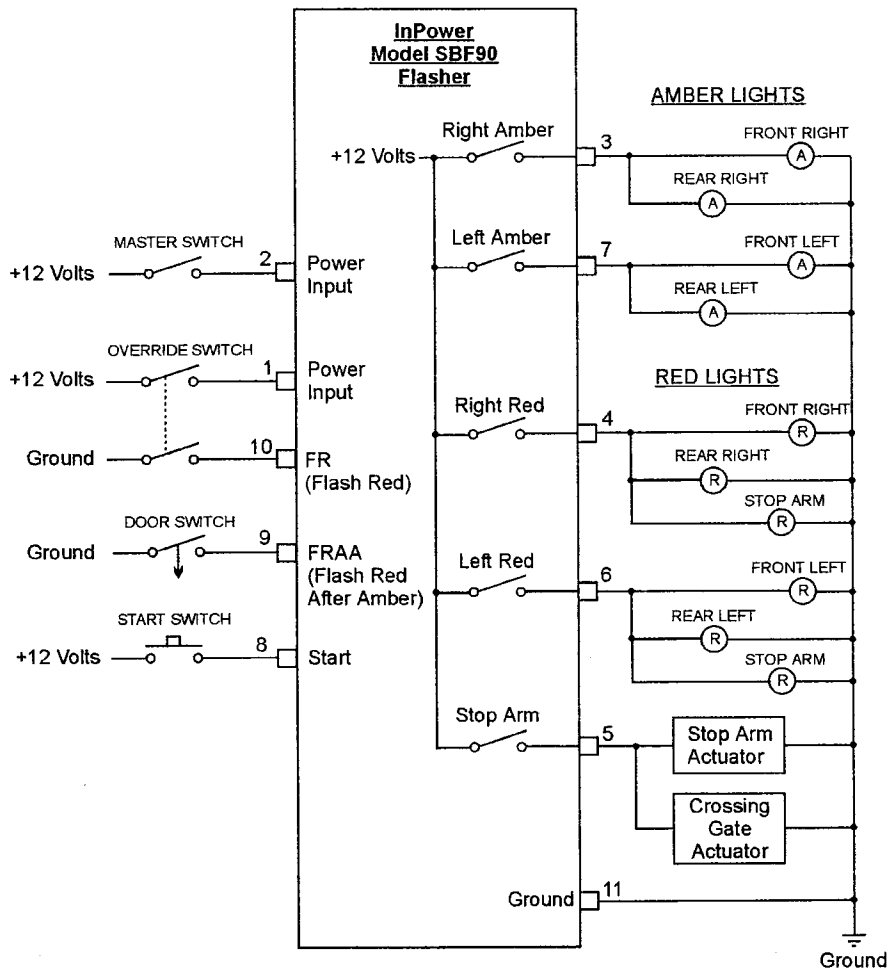 InPower
Model SBF90
Flasher
AMBER LIGHTS
Right Amber
3
FRONT RIGHT
+12 Volts
A
REAR RIGHT
A
MASTER SWITCH
2
+12 Volts
Power
Input
Left Amber
7
FRONT LEFT
A
REAR LEFT
A
OVERRIDE SWITCH
1
+12 Volts
Power
Input
RED LIGHTS
Right Red
4
FRONT RIGHT
R
REAR RIGHT
R
STOP ARM
R
Ground
10
FR
(Flash Red)
DOOR SWITCH
9
Ground
FRAA
(Flash Red
After Amber)
Left Red
6
FRONT LEFT
R
REAR LEFT
R
STOP ARM
R
START SWITCH
8
+12 Volts
Start
Stop Arm
5
Stop Arm
Actuator
Crossing
Gate
Actuator
Ground
11
Ground